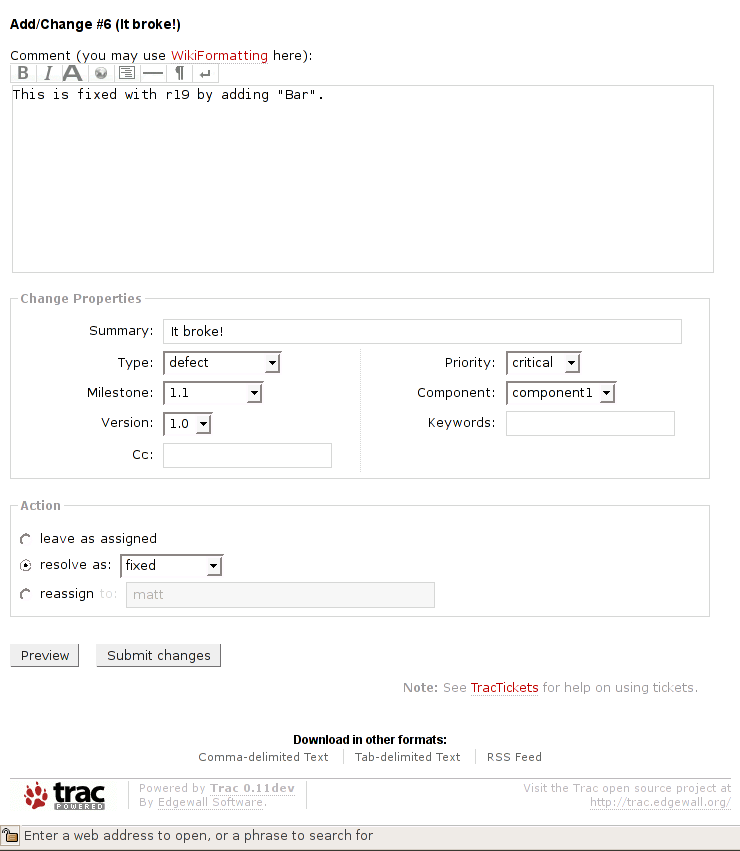 Add/Change #6 (It broke!)
Comment (you may use WikiFormatting here):
B I A ¶ ↵
This is fixed with r19 by adding "Bar".
Change Properties
Summary: It broke!
Type: defect Priority: critical
Milestone: 1.1 Component: component1
Version: 1.0 Keywords:
Cc:
Action
leave as assigned
resolve as: fixed
reassign to: matt
Preview Submit changes
Note: See TracTickets for help on using tickets.
Download in other formats:
Comma-delimited Text Tab-delimited Text RSS Feed
trac POWERED
Powered by Trac 0.11dev
By Edgewall Software.
Visit the Trac open source project at
http://trac.edgewall.org/
Enter a web address to open, or a phrase to search for